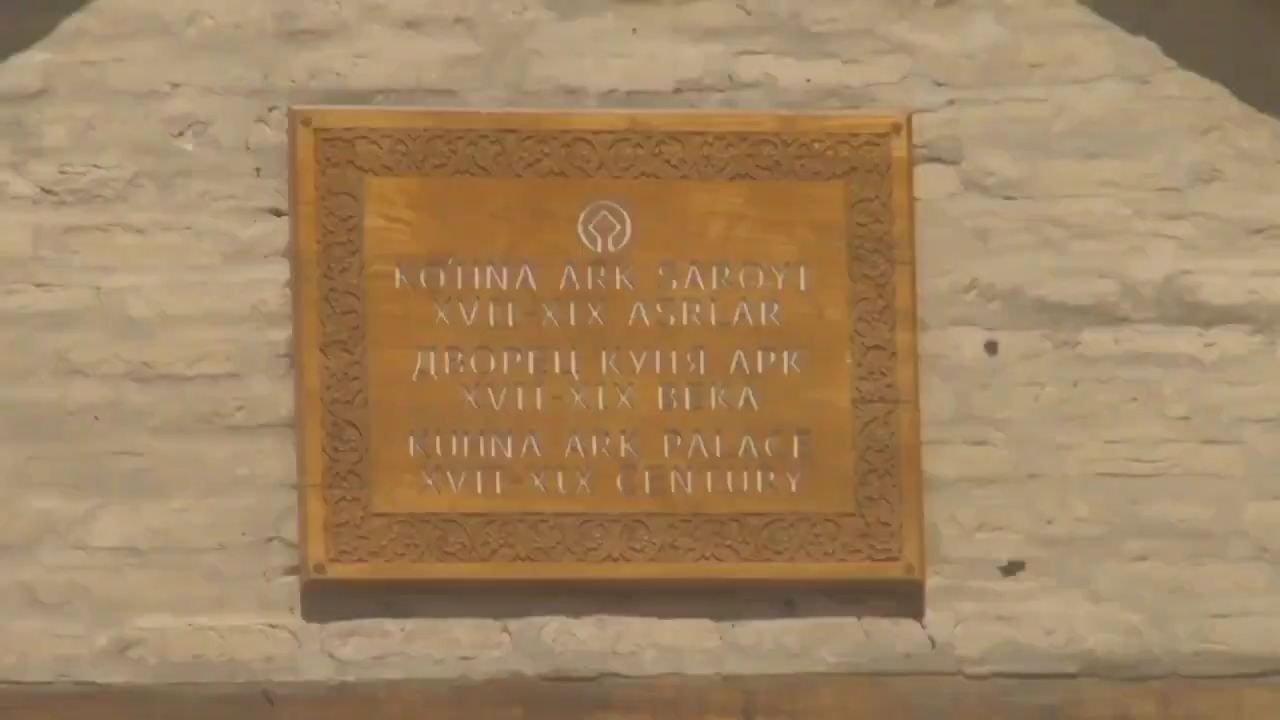 KO'HNA ARK SAROYI
XVII-XIX ASRLAR
ДВОРЕЦ КУНЯ АРК
XVII-XIX ВЕКА
KUHNA ARK PALACE
XVII-XIX CENTURY